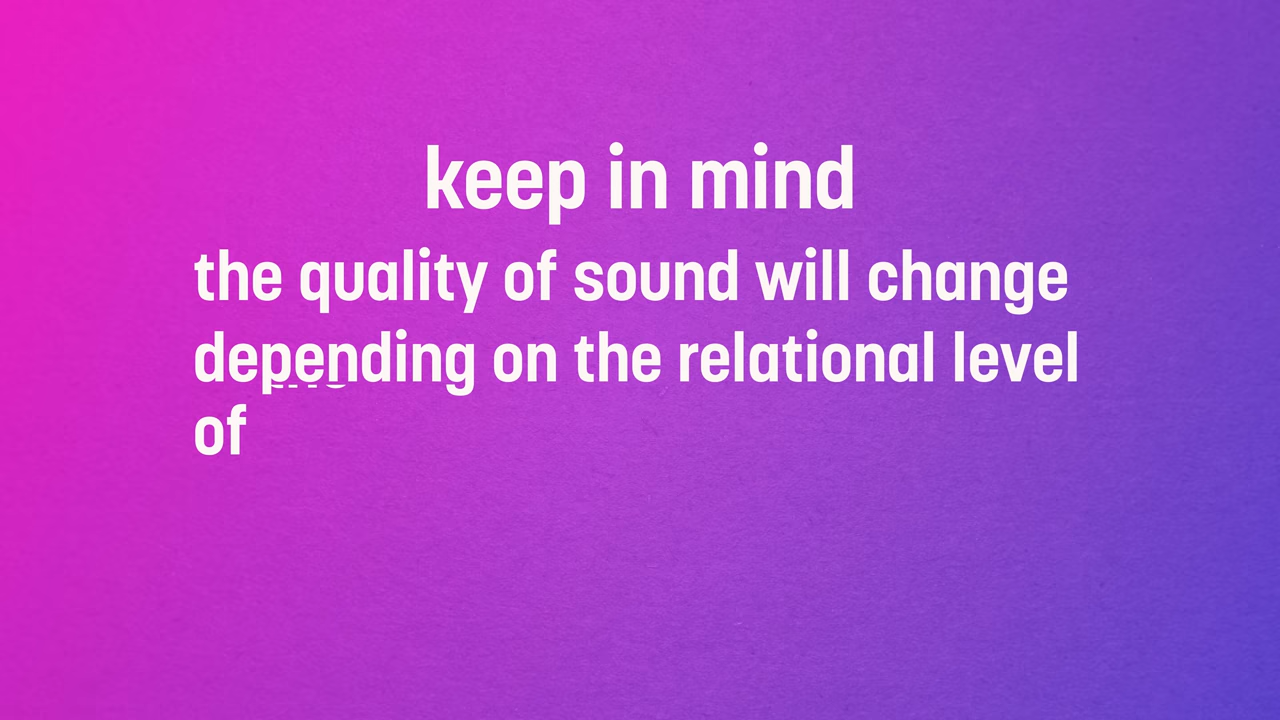 keep in mind
the quality of sound will change
depending on the relational level
of